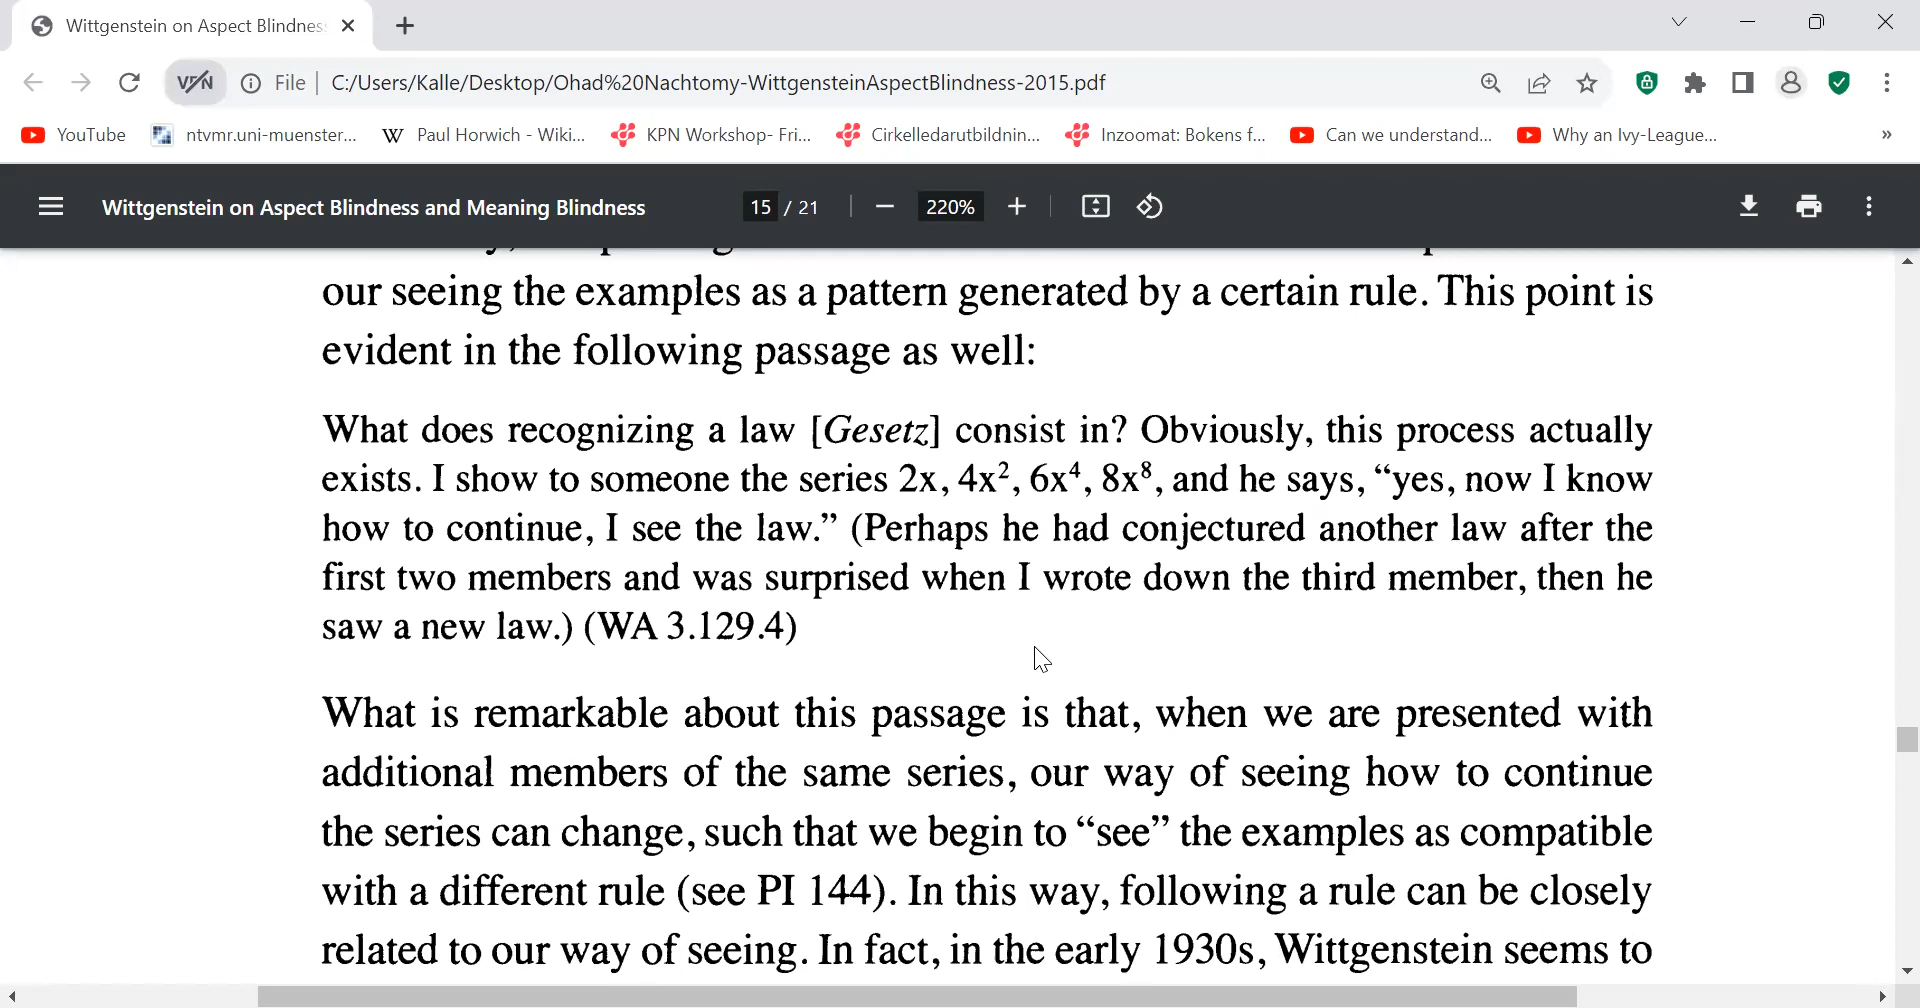 Wittgenstein on Aspect Blindnes
VPN File C:/Users/Kalle/Desktop/Ohad%20Nachtomy-WittgensteinAspectBlindness-2015.pdf
YouTube ntvmr.uni-muenster... Paul Horwich - Wiki... KPN Workshop- Fri... Cirkelledarutbildnin... Inzoomat: Bokens f... Can we understand... Why an Ivy-League... »
Wittgenstein on Aspect Blindness and Meaning Blindness 15 / 21 220%
our seeing the examples as a pattern generated by a certain rule. This point is
evident in the following passage as well:
What does recognizing a law [Gesetz] consist in? Obviously, this process actually
exists. I show to someone the series 2x, 4x², 6x⁴, 8x⁸, and he says, “yes, now I know
how to continue, I see the law.” (Perhaps he had conjectured another law after the
first two members and was surprised when I wrote down the third member, then he
saw a new law.) (WA 3.129.4)
What is remarkable about this passage is that, when we are presented with
additional members of the same series, our way of seeing how to continue
the series can change, such that we begin to “see” the examples as compatible
with a different rule (see PI 144). In this way, following a rule can be closely
related to our way of seeing. In fact, in the early 1930s, Wittgenstein seems to